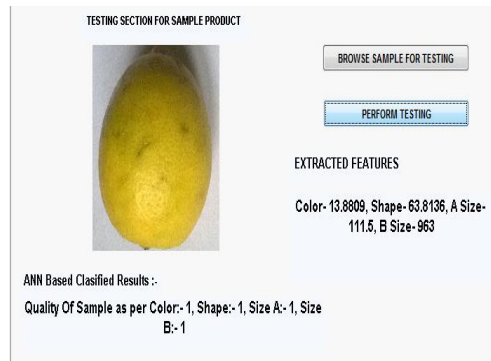 TESTING SECTION FOR SAMPLE PRODUCT
BROWSE SAMPLE FOR TESTING
PERFORM TESTING
EXTRACTED FEATURES
Color- 13.8809, Shape- 63.8136, A Size-
111.5, B Size- 963
ANN Based Clasified Results :-
Quality Of Sample as per Color:- 1, Shape:- 1, Size A:- 1, Size
B:- 1